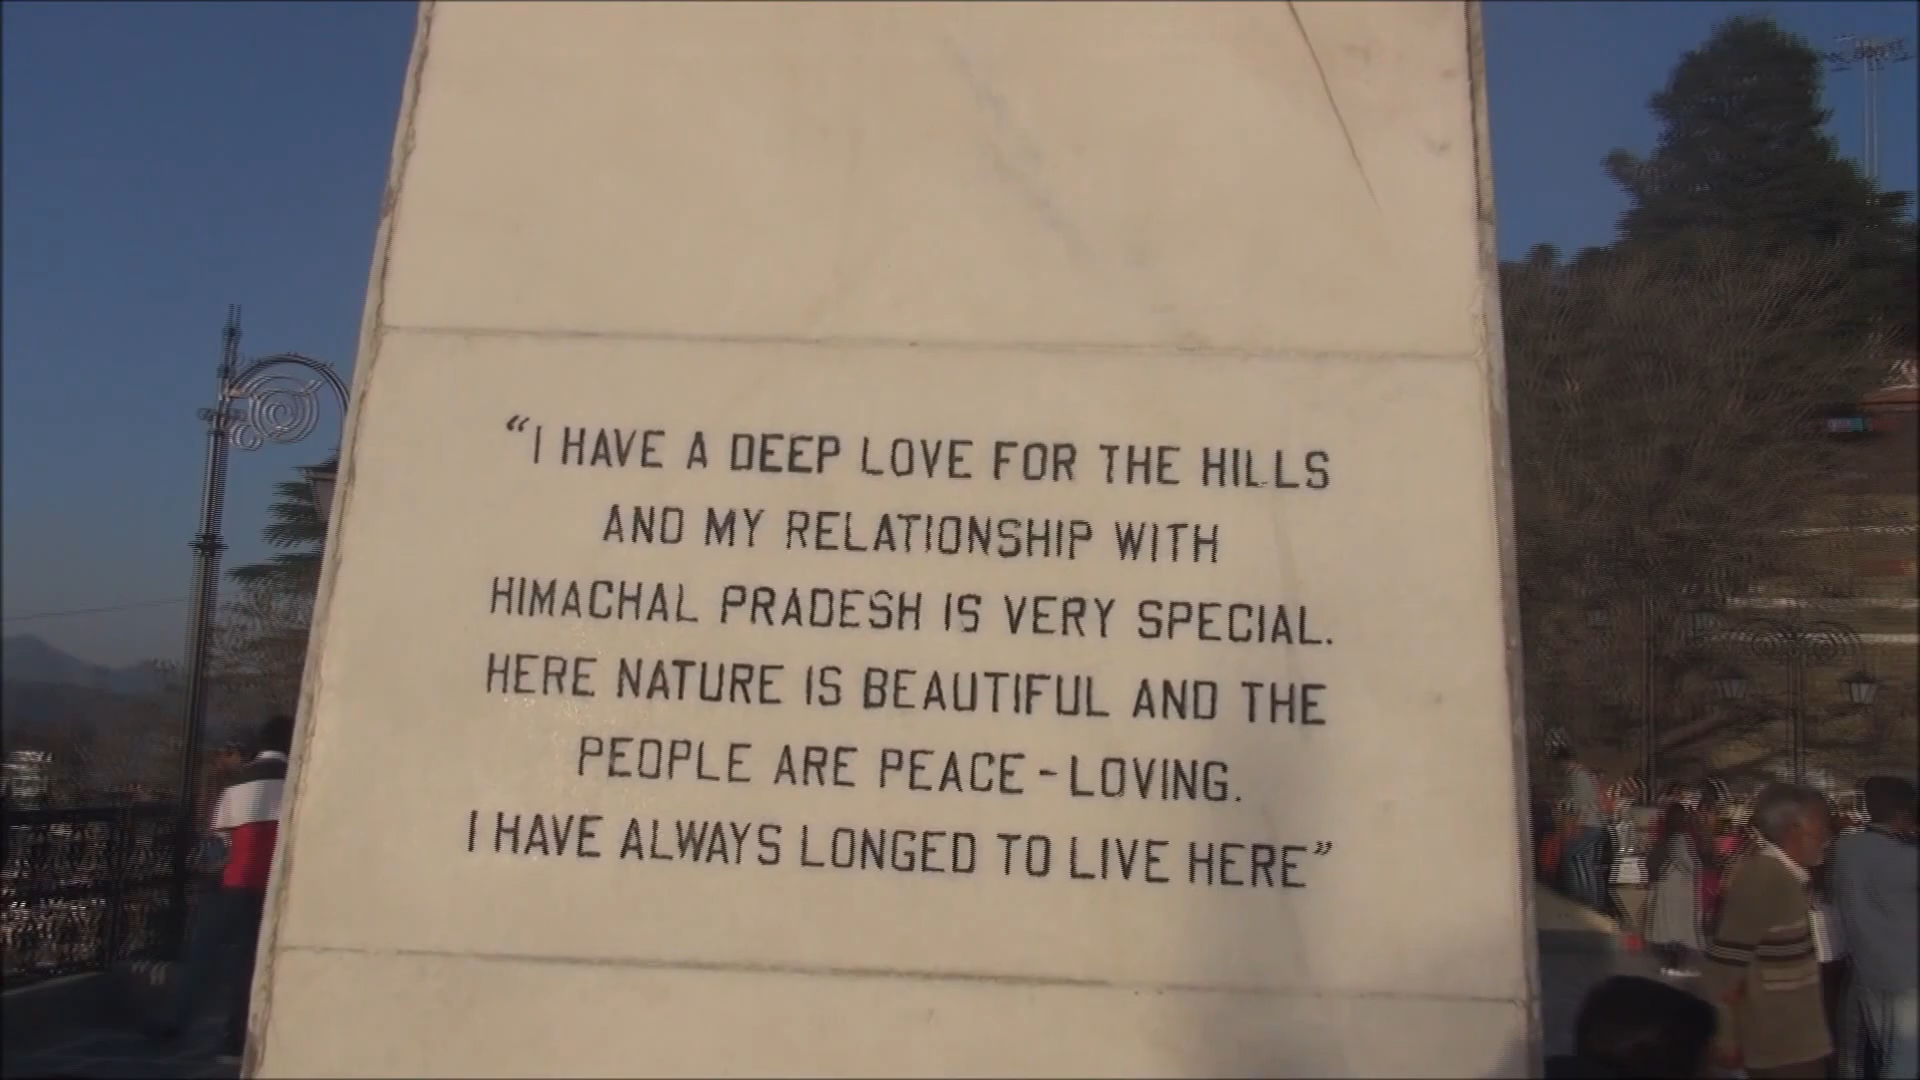 “I HAVE A DEEP LOVE FOR THE HILLS
AND MY RELATIONSHIP WITH
HIMACHAL PRADESH IS VERY SPECIAL.
HERE NATURE IS BEAUTIFUL AND THE
PEOPLE ARE PEACE - LOVING.
I HAVE ALWAYS LONGED TO LIVE HERE”